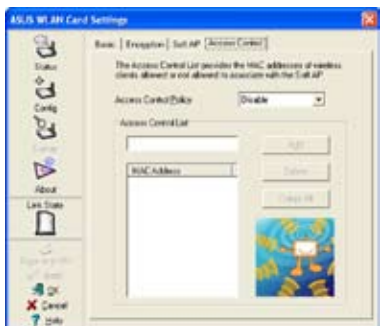 ASUS WLAN Card Settings
Basic Encryption Soft AP Access Control
Status
Config
About
Link State
OK
Cancel
Help
The Access Control List provides the MAC addresses of wireless
clients allowed or not allowed to associate with the Soft AP.
Access Control Policy
Disable
Access Control List
MAC Address
Add
Delete